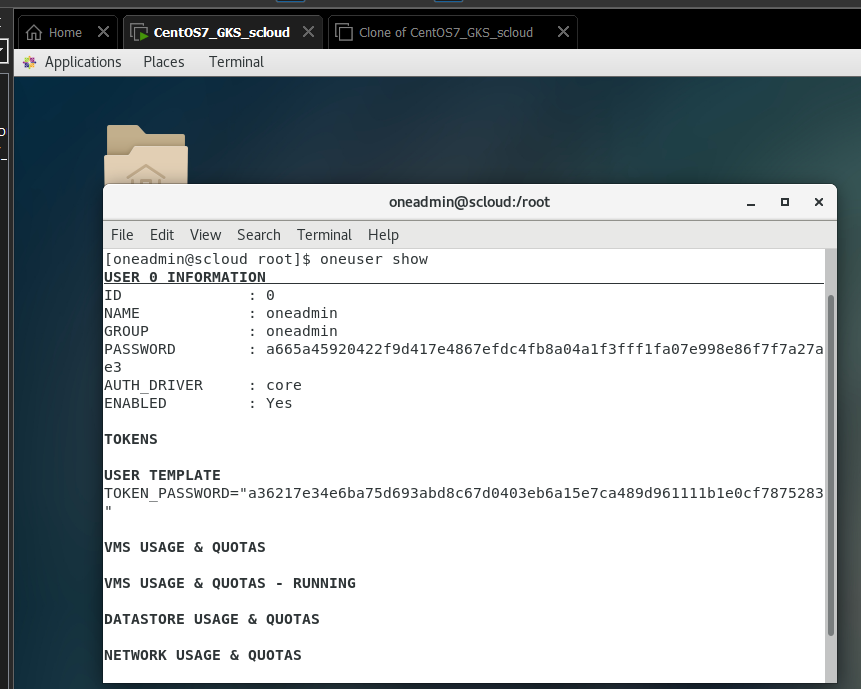 Home
CentOS7_GKS_scloud
Clone of CentOS7_GKS_scloud
Applications Places Terminal
oneadmin@scloud:/root
File Edit View Search Terminal Help
[oneadmin@scloud root]$ oneuser show
USER 0 INFORMATION
ID : 0
NAME : oneadmin
GROUP : oneadmin
PASSWORD : a665a45920422f9d417e4867efdc4fb8a04a1f3fff1fa07e998e86f7f7a27a
e3
AUTH_DRIVER : core
ENABLED : Yes
TOKENS
USER TEMPLATE
TOKEN_PASSWORD="a36217e34e6ba75d693abd8c67d0403eb6a15e7ca489d961111b1e0cf7875283
"
VMS USAGE & QUOTAS
VMS USAGE & QUOTAS - RUNNING
DATASTORE USAGE & QUOTAS
NETWORK USAGE & QUOTAS